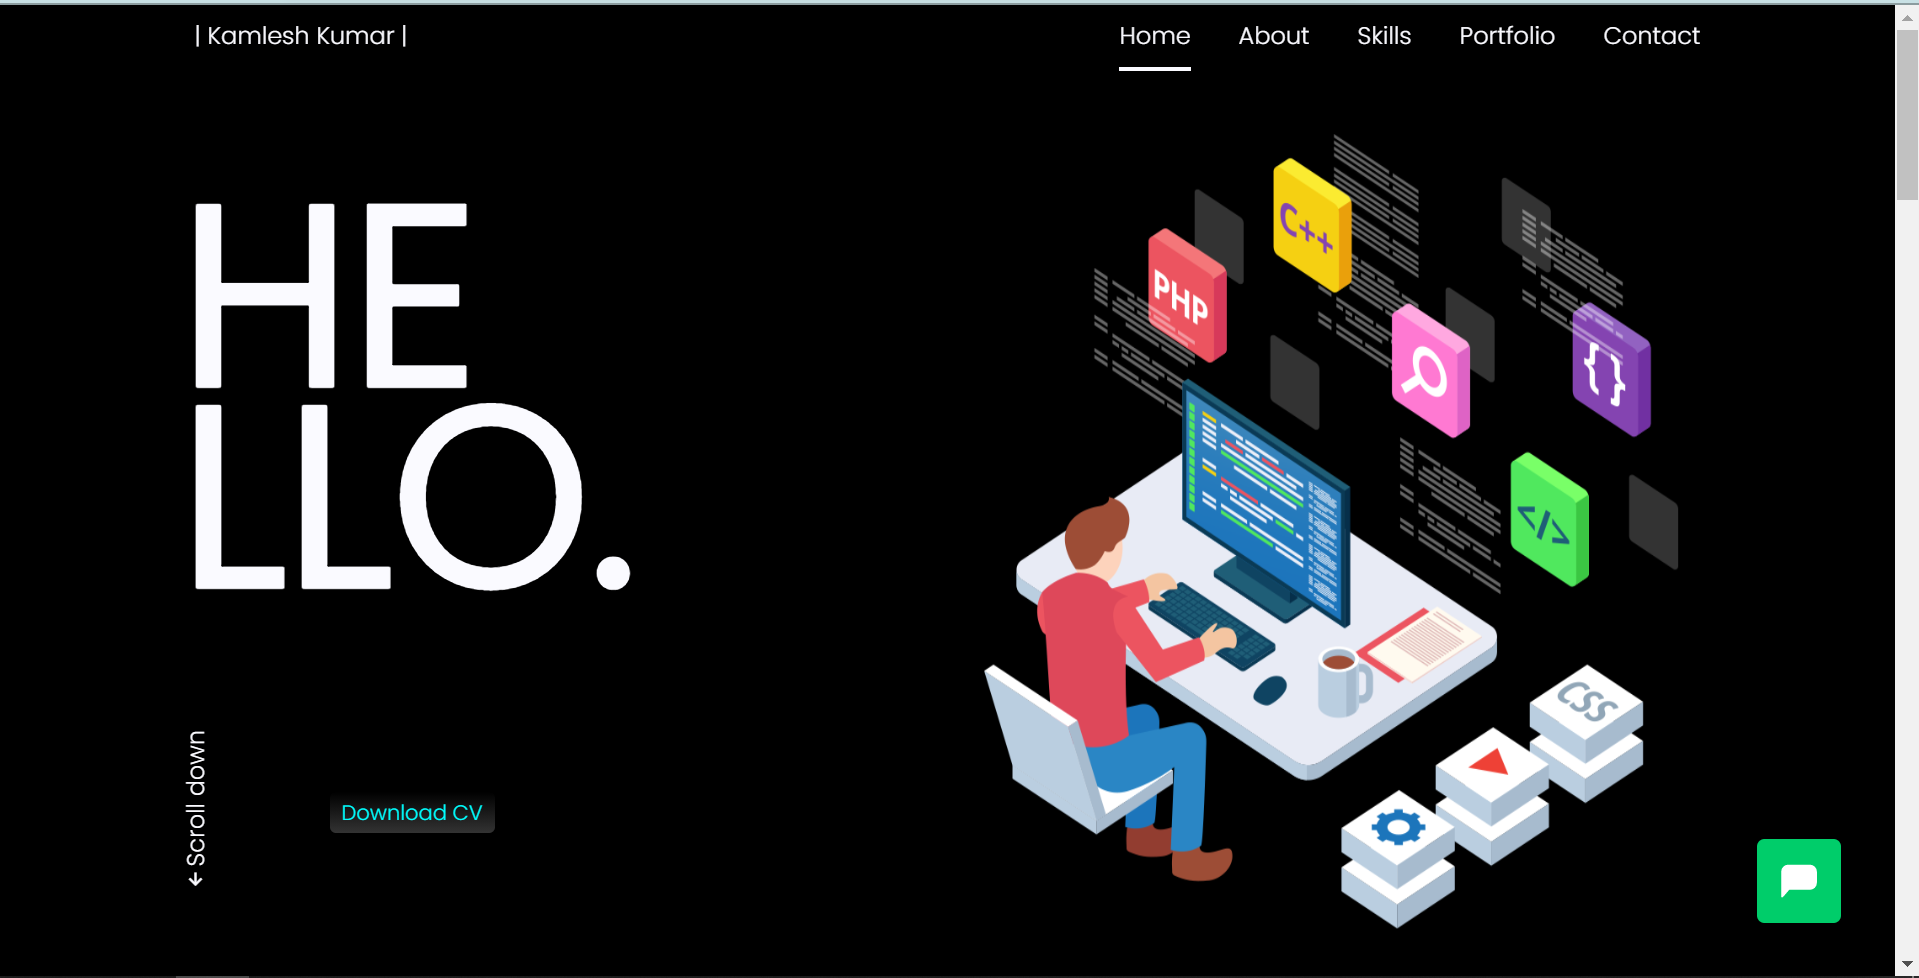 | Kamlesh Kumar |
Home About Skills Portfolio Contact
HE
LLO.
C++
PHP
{ }
</>
CSS
← Scroll down
Download CV